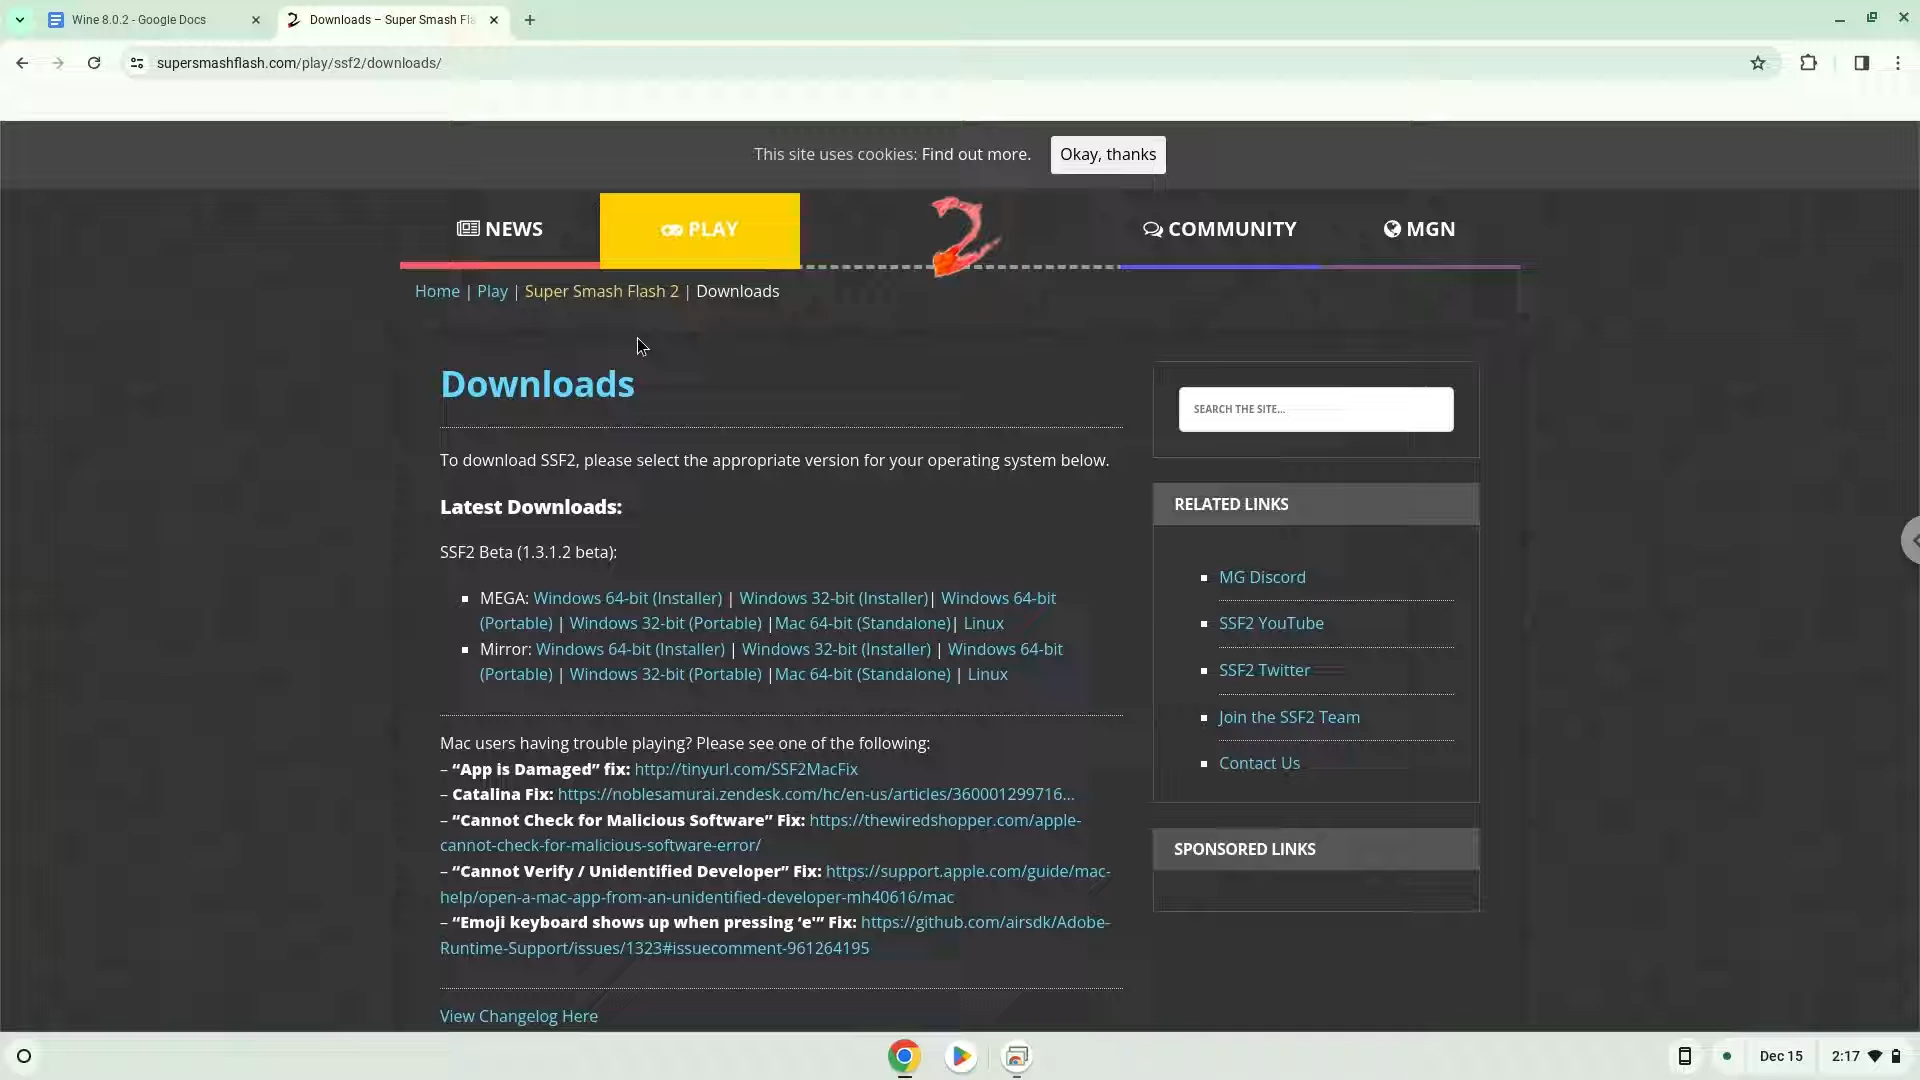 Wine 8.0.2 - Google Docs
Downloads – Super Smash Fla
supersmashflash.com/play/ssf2/downloads/
This site uses cookies: Find out more.
Okay, thanks
NEWS
PLAY
2
COMMUNITY
MGN
Home | Play | Super Smash Flash 2 | Downloads
Downloads
To download SSF2, please select the appropriate version for your operating system below.
Latest Downloads:
SSF2 Beta (1.3.1.2 beta):
MEGA: Windows 64-bit (Installer) | Windows 32-bit (Installer)| Windows 64-bit
(Portable) | Windows 32-bit (Portable) |Mac 64-bit (Standalone)| Linux
Mirror: Windows 64-bit (Installer) | Windows 32-bit (Installer) | Windows 64-bit
(Portable) | Windows 32-bit (Portable) |Mac 64-bit (Standalone) | Linux
Mac users having trouble playing? Please see one of the following:
– “App is Damaged” fix: http://tinyurl.com/SSF2MacFix
– Catalina Fix: https://noblesamurai.zendesk.com/hc/en-us/articles/360001299716...
– “Cannot Check for Malicious Software” Fix: https://thewiredshopper.com/apple-
cannot-check-for-malicious-software-error/
– “Cannot Verify / Unidentified Developer” Fix: https://support.apple.com/guide/mac-
help/open-a-mac-app-from-an-unidentified-developer-mh40616/mac
– “Emoji keyboard shows up when pressing ‘e’” Fix: https://github.com/airsdk/Adobe-
Runtime-Support/issues/1323#issuecomment-961264195
View Changelog Here
SEARCH THE SITE...
RELATED LINKS
MG Discord
SSF2 YouTube
SSF2 Twitter
Join the SSF2 Team
Contact Us
SPONSORED LINKS
Dec 15
2:17